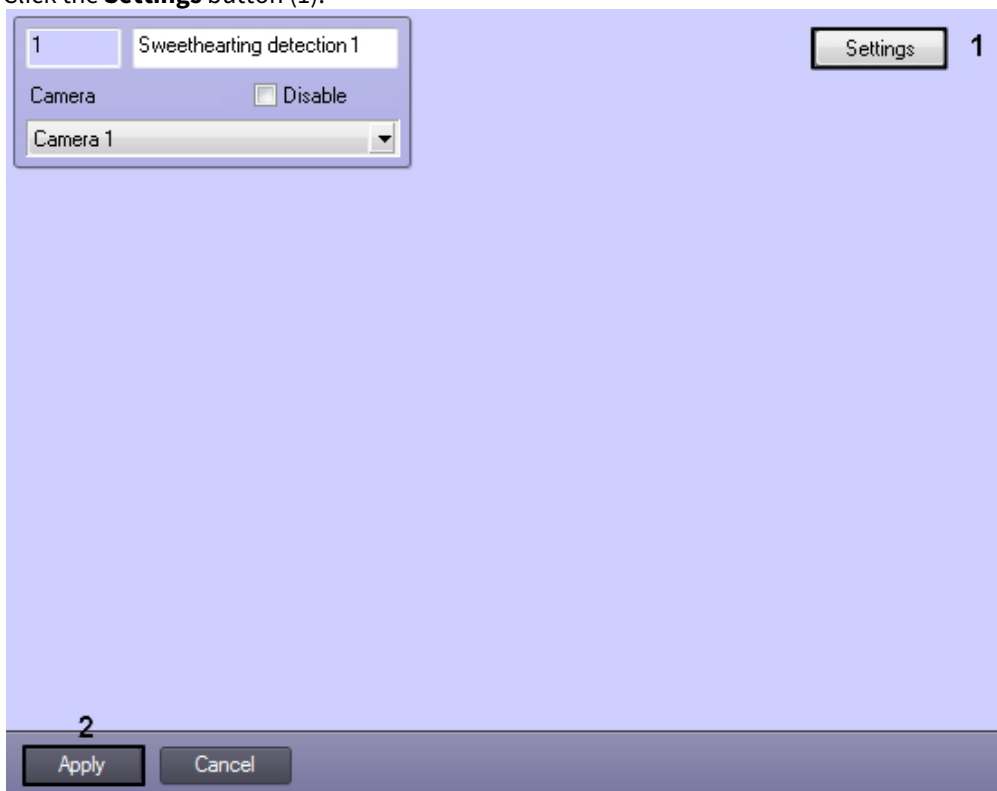 Click the Settings button (1).
1 Sweethearting detection 1
Settings 1
Camera Disable
Camera 1
2
Apply Cancel